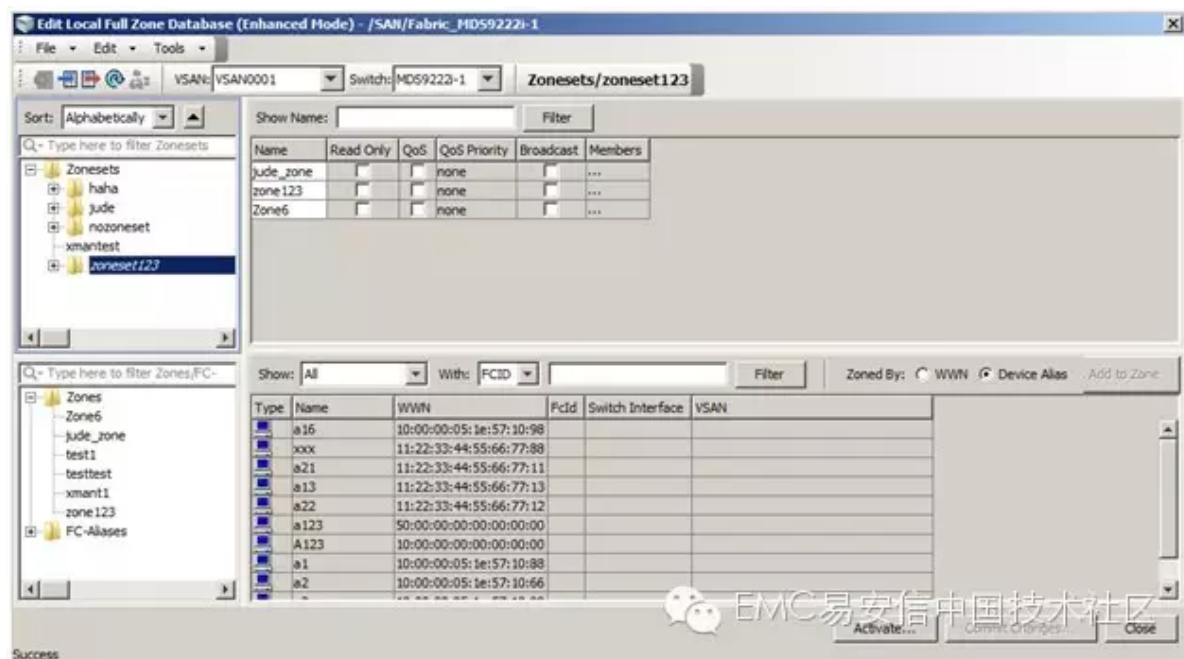 Edit Local Full Zone Database (Enhanced Mode) - /SAN/Fabric_MDS9222i-1
File Edit Tools
VSAN: VSAN0001 Switch: MDS9222i-1 Zonesets/zoneset123
Sort: Alphabetically
Type here to filter Zonesets
Zonesets
haha
jude
nozoneset
xmantest
zoneset123
Show Name: Filter
Name Read Only QoS QoS Priority Broadcast Members
jude_zone none ...
zone123 none ...
Zone6 none ...
Type here to filter Zones/FC-
Zones
Zone6
jude_zone
test1
testtest
xmant1
zone123
FC-Aliases
Show: All With: FCID Filter Zoned By: WWN Device Alias Add to Zone
Type Name WWN FcId Switch Interface VSAN
a16 10:00:00:05:1e:57:10:98
xxx 11:22:33:44:55:66:77:88
a21 11:22:33:44:55:66:77:11
a13 11:22:33:44:55:66:77:13
a22 11:22:33:44:55:66:77:12
a123 50:00:00:00:00:00:00:00
A123 10:00:00:00:00:00:00:00
a1 10:00:00:05:1e:57:10:88
a2 10:00:00:05:1e:57:10:66
EMC易安信中国技术社区
Activate... Commit Changes... Close
Success